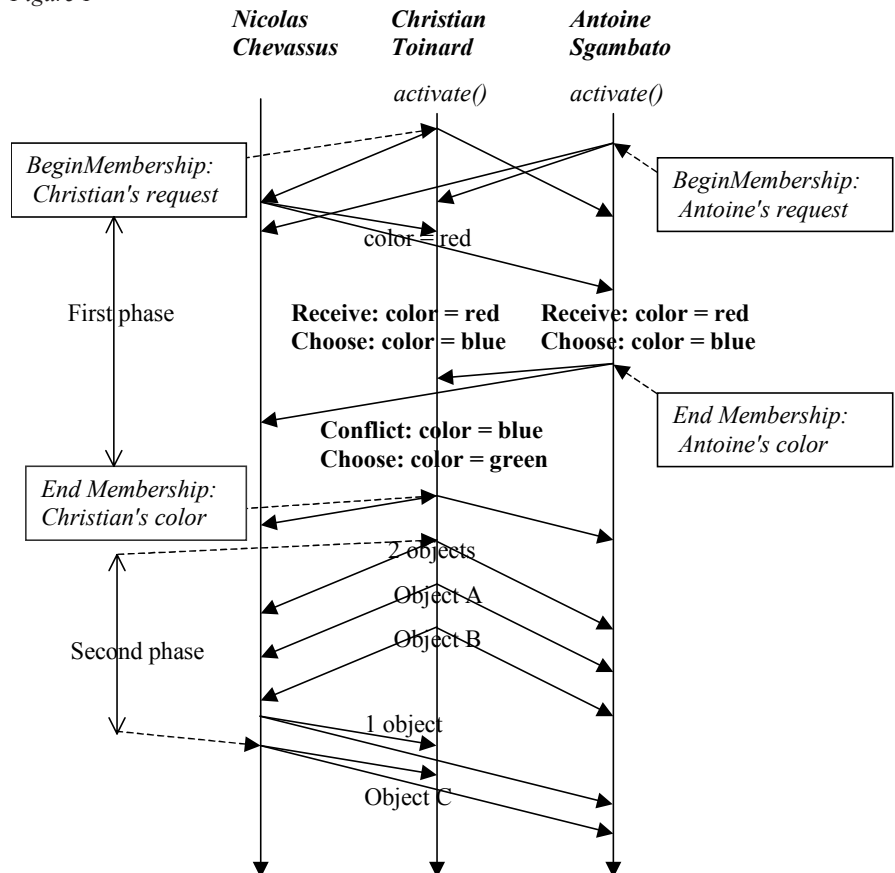 Nicolas
Chevassus
Christian
Toinard
Antoine
Sgambato
activate()
activate()
BeginMembership:
Christian's request
BeginMembership:
Antoine's request
color = red
First phase
Receive: color = red
Choose: color = blue
Receive: color = red
Choose: color = blue
End Membership:
Antoine's color
Conflict: color = blue
Choose: color = green
End Membership:
Christian's color
2 objects
Object A
Object B
Second phase
1 object
Object C